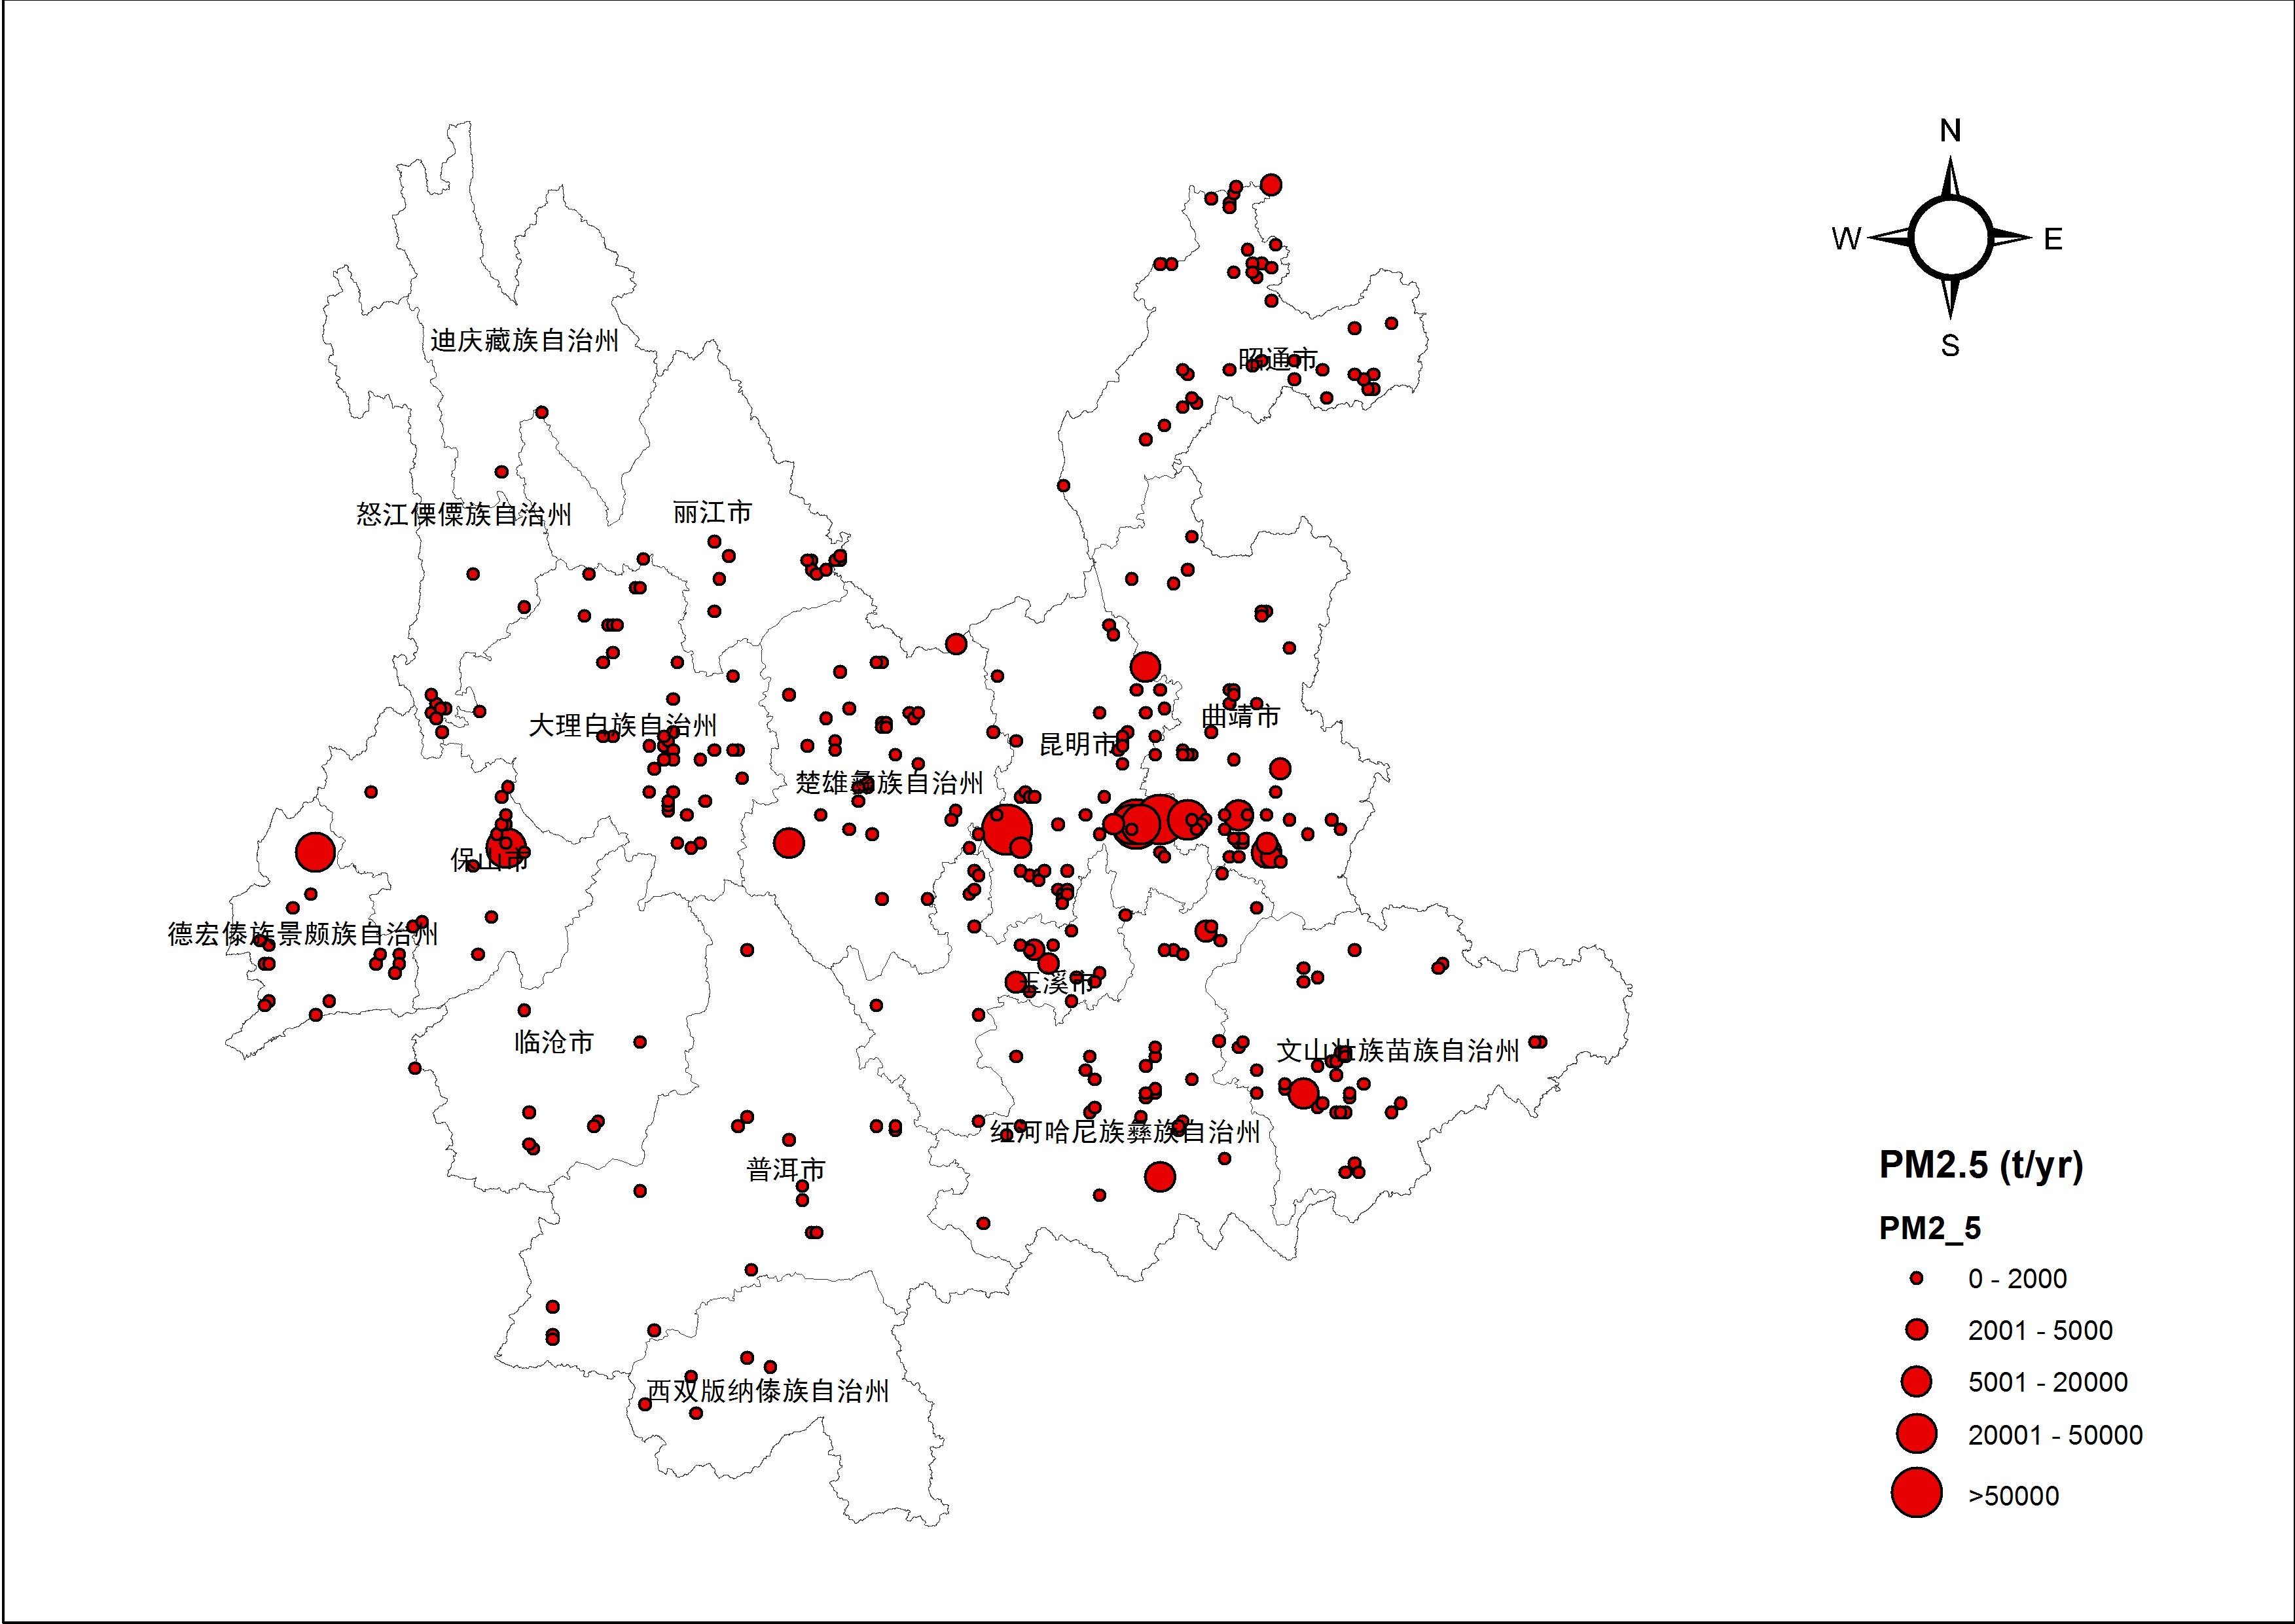 N
W
E
S
迪庆藏族自治州
昭通市
怒江傈僳族自治州
丽江市
大理白族自治州
曲靖市
昆明市
楚雄彝族自治州
保山市
德宏傣族景颇族自治州
玉溪市
临沧市
文山壮族苗族自治州
红河哈尼族彝族自治州
普洱市
西双版纳傣族自治州
PM2.5 (t/yr)
PM2_5
0 - 2000
2001 - 5000
5001 - 20000
20001 - 50000
>50000